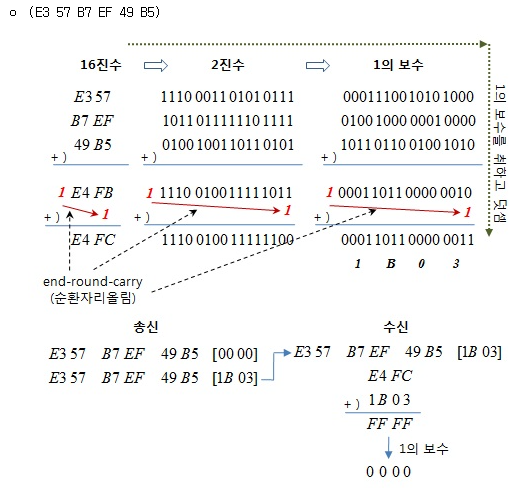 o (E3 57 B7 EF 49 B5)
16진수 2진수 1의 보수
E3 57 1110 0011 0101 0111 0001 1100 1010 1000
B7 EF 1011 0111 1110 1111 0100 1000 0001 0000
49 B5 0100 1001 1011 0101 1011 0110 0100 1010
+ ) + ) + )
1 E4 FB 1 1110 0100 1111 1011 1 0001 1011 0000 0010
+ ) 1 + ) 1 + ) 1
E4 FC 1110 0100 1111 1100 0001 1011 0000 0011
1 B 0 3
1의 보수를 취하고 덧셈
end-round-carry
(순환자리올림)
송신 수신
E3 57 B7 EF 49 B5 [00 00] E3 57 B7 EF 49 B5 [1B 03]
E3 57 B7 EF 49 B5 [1B 03] E4 FC
+ ) 1B 0 3
FF FF
1의 보수
0 0 0 0